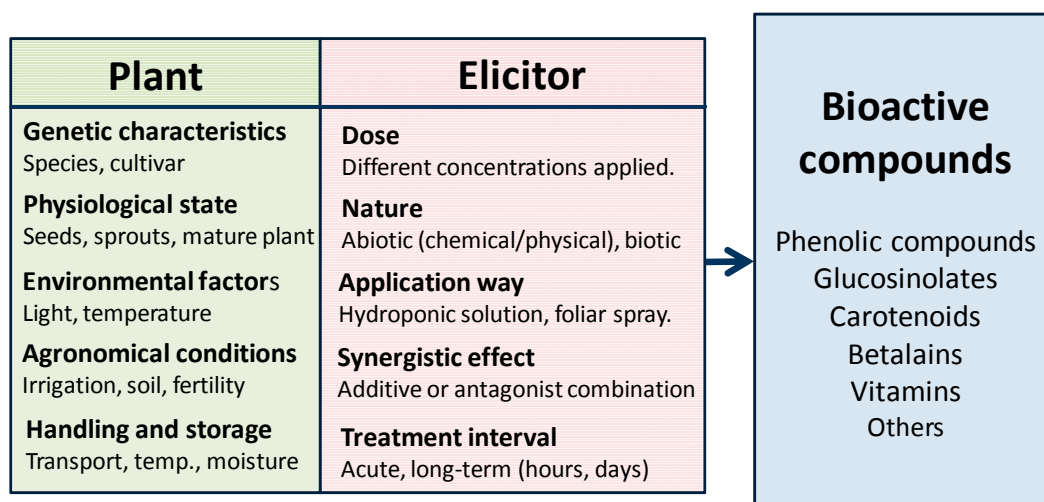 Plant
Genetic characteristics
Species, cultivar
Physiological state
Seeds, sprouts, mature plant
Environmental factors
Light, temperature
Agronomical conditions
Irrigation, soil, fertility
Handling and storage
Transport, temp., moisture
Elicitor
Dose
Different concentrations applied.
Nature
Abiotic (chemical/physical), biotic
Application way
Hydroponic solution, foliar spray.
Synergistic effect
Additive or antagonist combination
Treatment interval
Acute, long-term (hours, days)
Bioactive
compounds
Phenolic compounds
Glucosinolates
Carotenoids
Betalains
Vitamins
Others